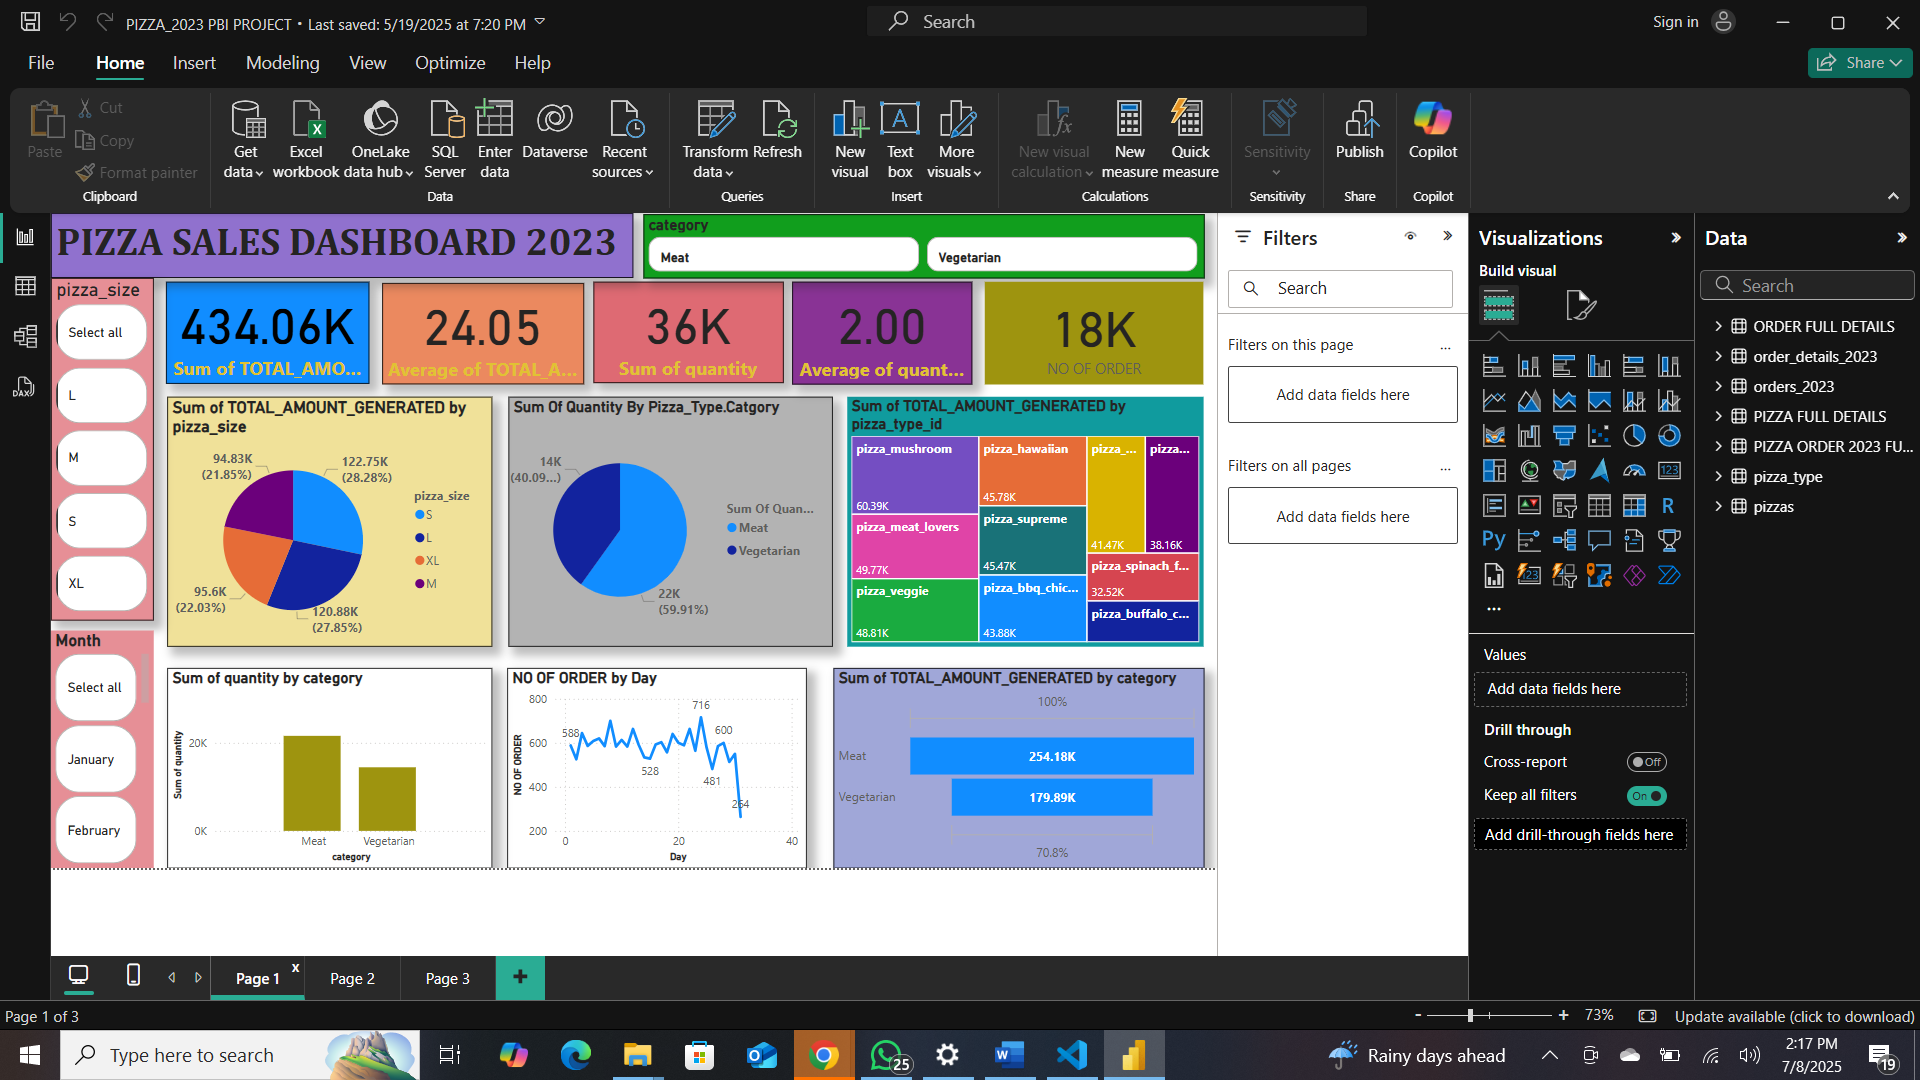 PIZZA_2023 PBI PROJECT • Last saved: 5/19/2025 at 7:20 PM
Search
Sign in
File
Home
Insert
Modeling
View
Optimize
Help
Share
Paste
Cut
Copy
Format painter
Clipboard
Get data
Excel workbook
OneLake data hub
SQL Server
Enter data
Dataverse
Recent sources
Data
Transform data
Refresh
Queries
New visual
Text box
More visuals
Insert
New visual calculation
New measure
Quick measure
Calculations
Sensitivity
Sensitivity
Publish
Share
Copilot
Copilot
PIZZA SALES DASHBOARD 2023
category
Meat
Vegetarian
pizza_size
Select all
L
M
S
XL
Month
Select all
January
February
434.06K
Sum of TOTAL_AMO...
24.05
Average of TOTAL_A...
36K
Sum of quantity
2.00
Average of quant...
18K
NO OF ORDER
Sum of TOTAL_AMOUNT_GENERATED by
pizza_size
94.83K
(21.85%)
122.75K
(28.28%)
95.6K
(22.03%)
120.88K
(27.85%)
pizza_size
S
L
XL
M
Sum Of Quantity By Pizza_Type.Catgory
14K
(40.09...)
22K
(59.91%)
Sum Of Quan...
Meat
Vegetarian
Sum of TOTAL_AMOUNT_GENERATED by
pizza_type_id
pizza_mushroom
60.39K
pizza_meat_lovers
49.77K
pizza_veggie
48.81K
pizza_hawaiian
45.78K
pizza_supreme
45.47K
pizza_bbq_chic...
43.88K
pizza_...
41.47K
pizza...
38.16K
pizza_spinach_f...
32.52K
pizza_buffalo_c...
Sum of quantity by category
Sum of quantity
20K
0K
Meat
Vegetarian
category
NO OF ORDER by Day
NO OF ORDER
800
600
400
200
588
716
600
528
481
264
0
20
40
Day
Sum of TOTAL_AMOUNT_GENERATED by category
100%
Meat
254.18K
Vegetarian
179.89K
70.8%
Filters
Search
Filters on this page
...
Add data fields here
Filters on all pages
...
Add data fields here
Visualizations
Build visual
R
Py
123
...
Values
Add data fields here
Drill through
Cross-report
Off
Keep all filters
On
Add drill-through fields here
Data
Search
ORDER FULL DETAILS
order_details_2023
orders_2023
PIZZA FULL DETAILS
PIZZA ORDER 2023 FU...
pizza_type
pizzas
DAX
Page 1
x
Page 2
Page 3
+
Page 1 of 3
-
+
73%
Update available (click to download)
Type here to search
25
Rainy days ahead
2:17 PM
7/8/2025
19